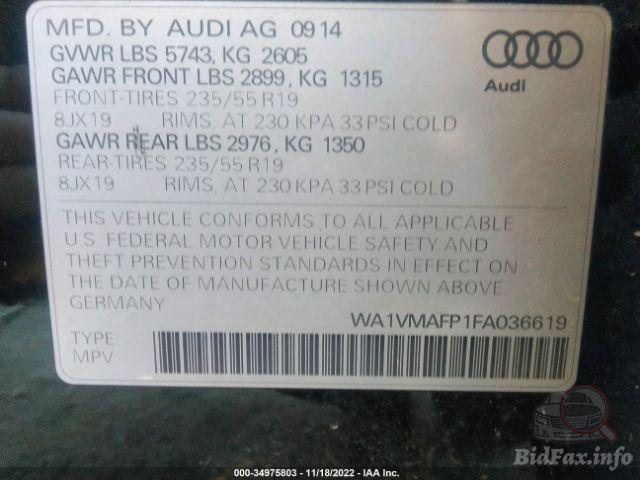 MFD. BY AUDI AG 0914
GVWR LBS 5743, KG 2605
GAWR FRONT LBS 2899, KG 1315
FRONT-TIRES 235/55 R19
8JX19 RIMS, AT 230 KPA 33 PSI COLD
GAWR REAR LBS 2976, KG 1350
REAR-TIRES 235/55 R19
8JX19 RIMS, AT 230 KPA 33 PSI COLD
Audi
THIS VEHICLE CONFORMS TO ALL APPLICABLE
U.S. FEDERAL MOTOR VEHICLE SAFETY AND
THEFT PREVENTION STANDARDS IN EFFECT ON
THE DATE OF MANUFACTURE SHOWN ABOVE
GERMANY
WA1VMAFP1FA036619
TYPE:
MPV
BidFax.info
000-34975803 - 11/18/2022 - IAA Inc.